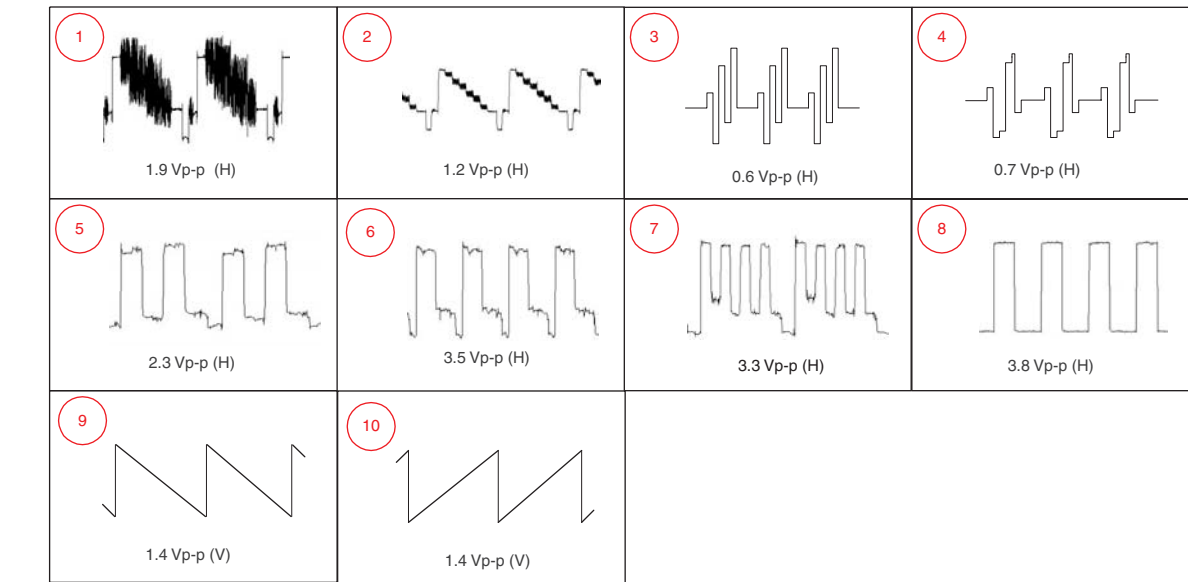 1
2
3
4
1.9 Vp-p (H)
1.2 Vp-p (H)
0.6 Vp-p (H)
0.7 Vp-p (H)
5
6
7
8
2.3 Vp-p (H)
3.5 Vp-p (H)
3.3 Vp-p (H)
3.8 Vp-p (H)
9
10
1.4 Vp-p (V)
1.4 Vp-p (V)